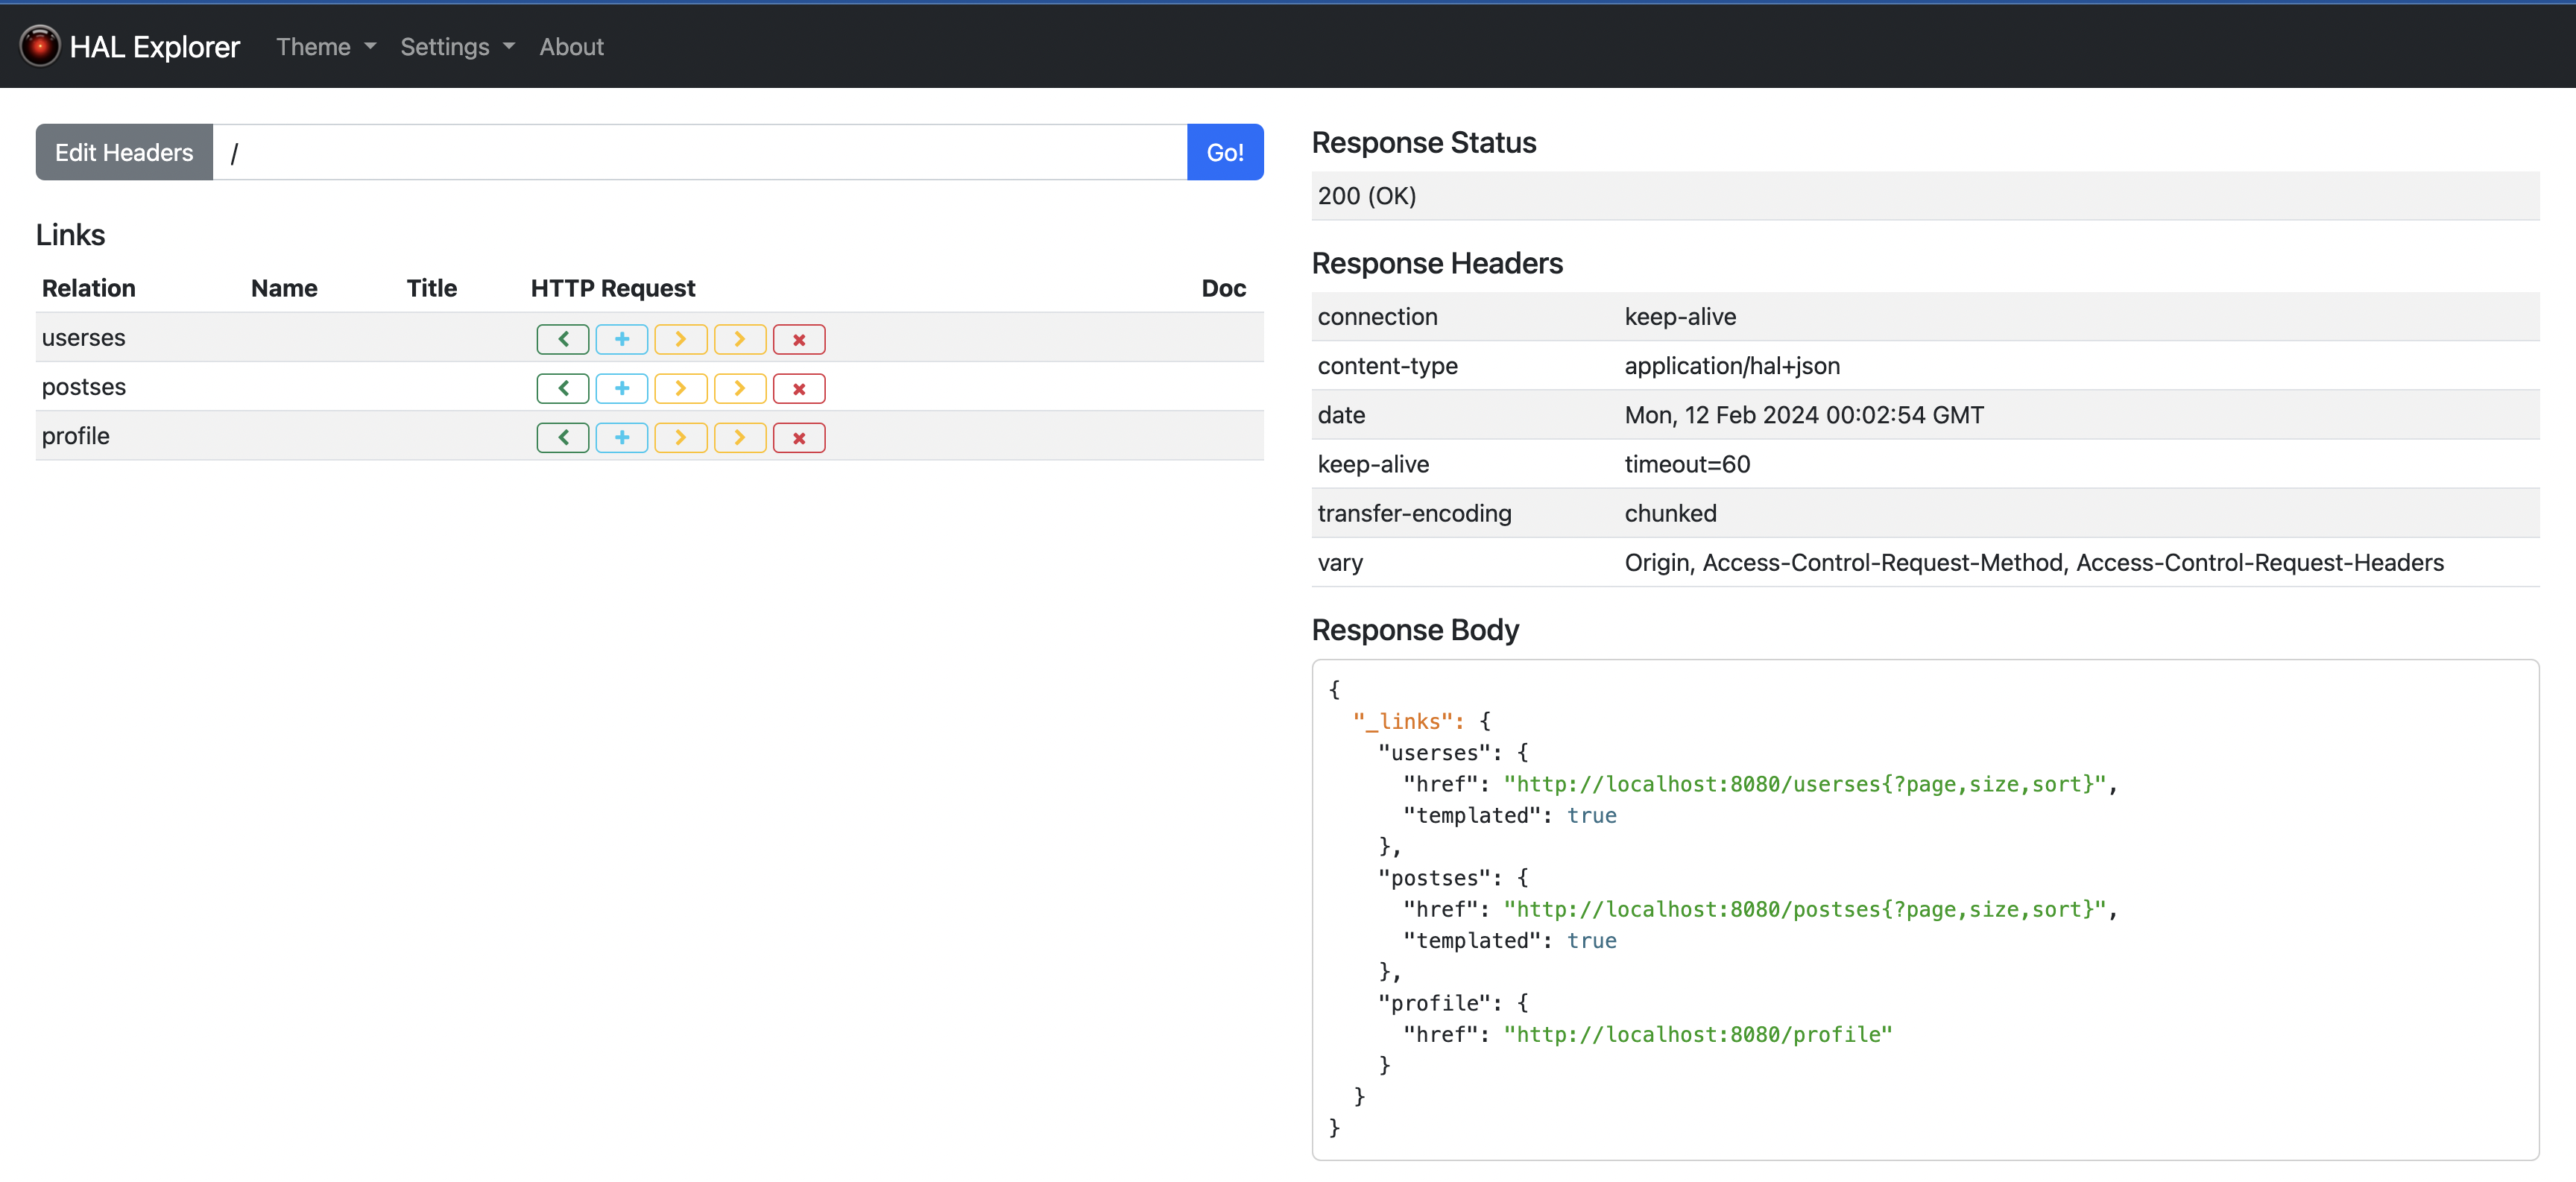 HAL Explorer Theme Settings About
Edit Headers / Go!
Links
Relation Name Title HTTP Request Doc
userses
postses
profile
Response Status
200 (OK)
Response Headers
connection keep-alive
content-type application/hal+json
date Mon, 12 Feb 2024 00:02:54 GMT
keep-alive timeout=60
transfer-encoding chunked
vary Origin, Access-Control-Request-Method, Access-Control-Request-Headers
Response Body
{
  "_links": {
    "userses": {
      "href": "http://localhost:8080/userses{?page,size,sort}",
      "templated": true
    },
    "postses": {
      "href": "http://localhost:8080/postses{?page,size,sort}",
      "templated": true
    },
    "profile": {
      "href": "http://localhost:8080/profile"
    }
  }
}